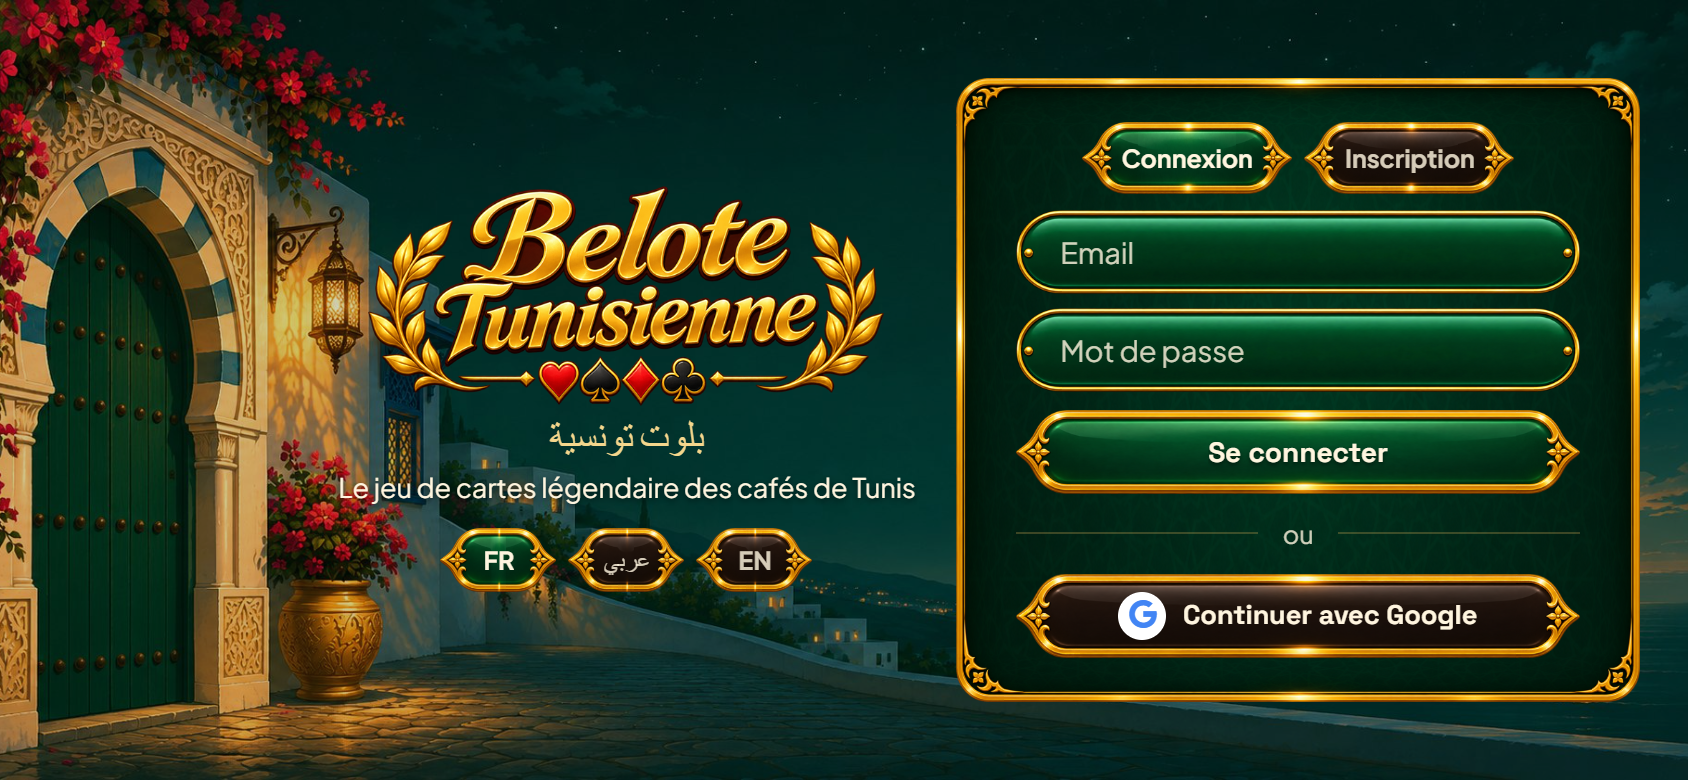 Belote
Tunisienne
بلوت تونسية
Le jeu de cartes légendaire des cafés de Tunis
FR
عربي
EN
Connexion
Inscription
Email
Mot de passe
Se connecter
ou
G
Continuer avec Google